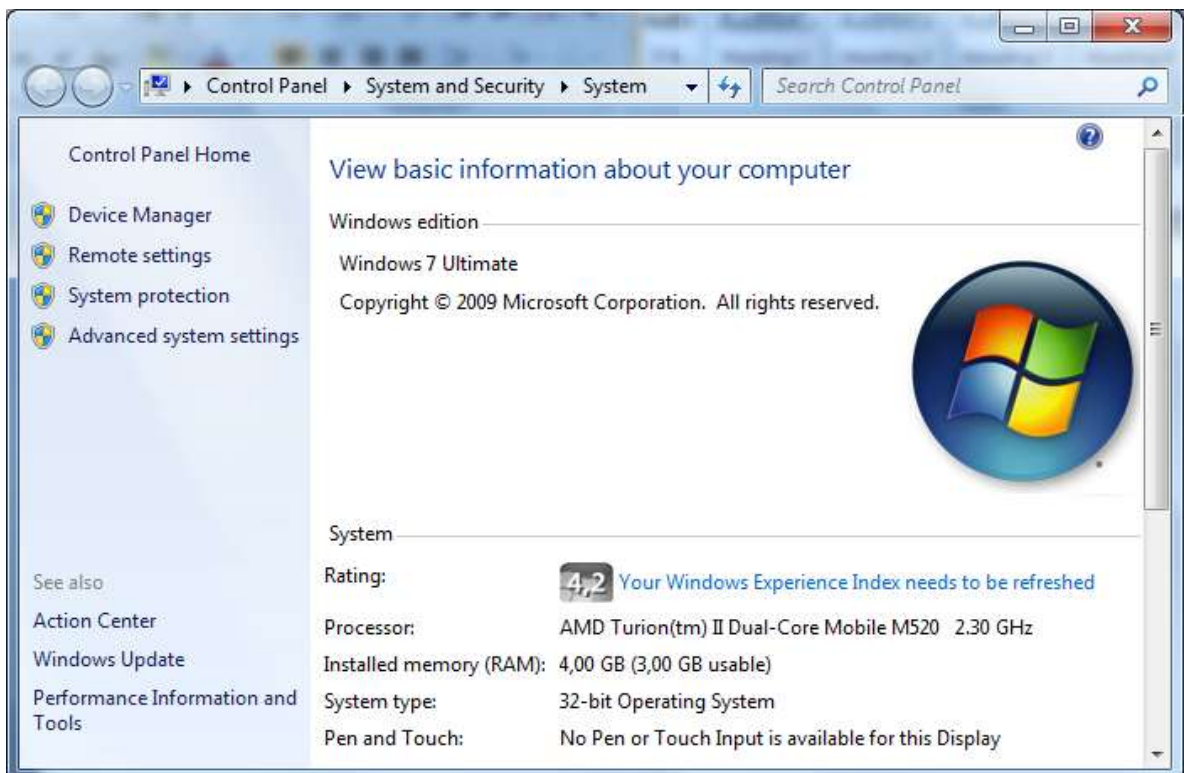 Control Panel ▸ System and Security ▸ System
Search Control Panel
Control Panel Home
Device Manager
Remote settings
System protection
Advanced system settings
See also
Action Center
Windows Update
Performance Information and
Tools
View basic information about your computer
Windows edition
Windows 7 Ultimate
Copyright © 2009 Microsoft Corporation. All rights reserved.
System
Rating: 4,2 Your Windows Experience Index needs to be refreshed
Processor: AMD Turion(tm) II Dual-Core Mobile M520 2.30 GHz
Installed memory (RAM): 4,00 GB (3,00 GB usable)
System type: 32-bit Operating System
Pen and Touch: No Pen or Touch Input is available for this Display